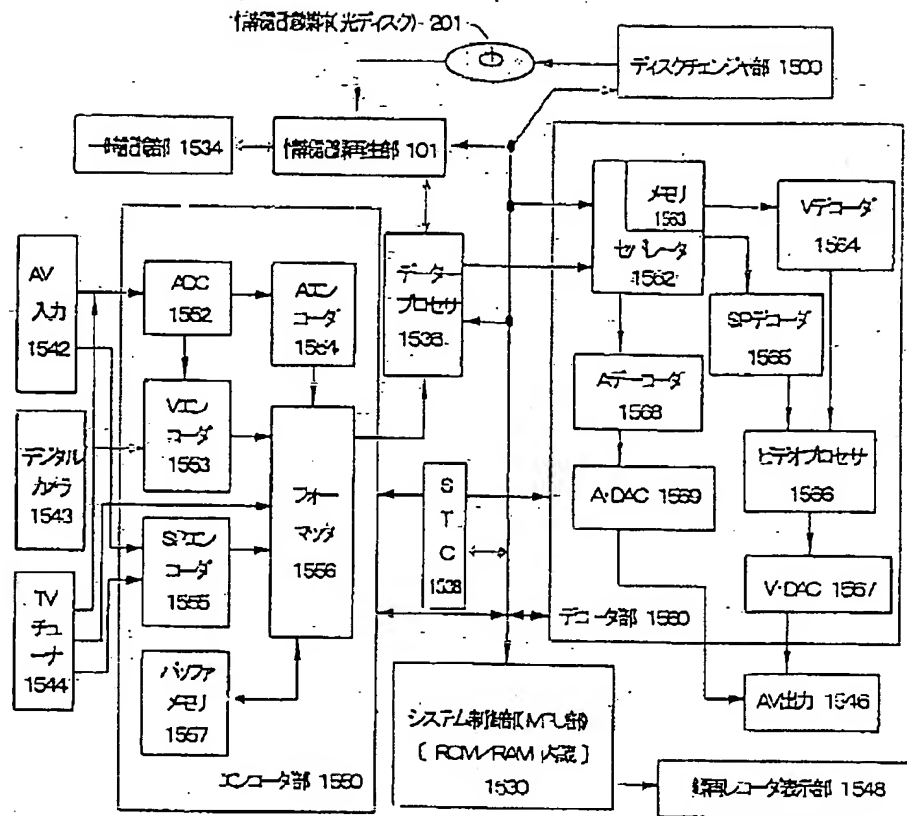 情報記憶媒体(光ディスク) 201
ディスクチェンジャ部 1500
一時記憶部 1534
情報記録再生部 101
AV
入力
1542
デジタル
カメラ
1543
TV
チュ
ーナ
1544
ADC
1552
Aエン
コーダ
1554
Vエン
コーダ
1553
SPエン
コーダ
1555
フォー
マッタ
1556
バッファ
メモリ
1557
エンコーダ部 1550
データー
プロセサ
1536
S
T
C
1538
メモリ
1563
セパレータ
1562
Vデコーダ
1564
SPデコーダ
1565
Aデコーダ
1568
ビデオプロセサ
1566
A・DAC 1569
V・DAC 1567
デコーダ部 1560
AV出力 1546
システム制御部(MPU部)
[ROM/RAM 内蔵]
1530
録再レコーダ表示部 1548